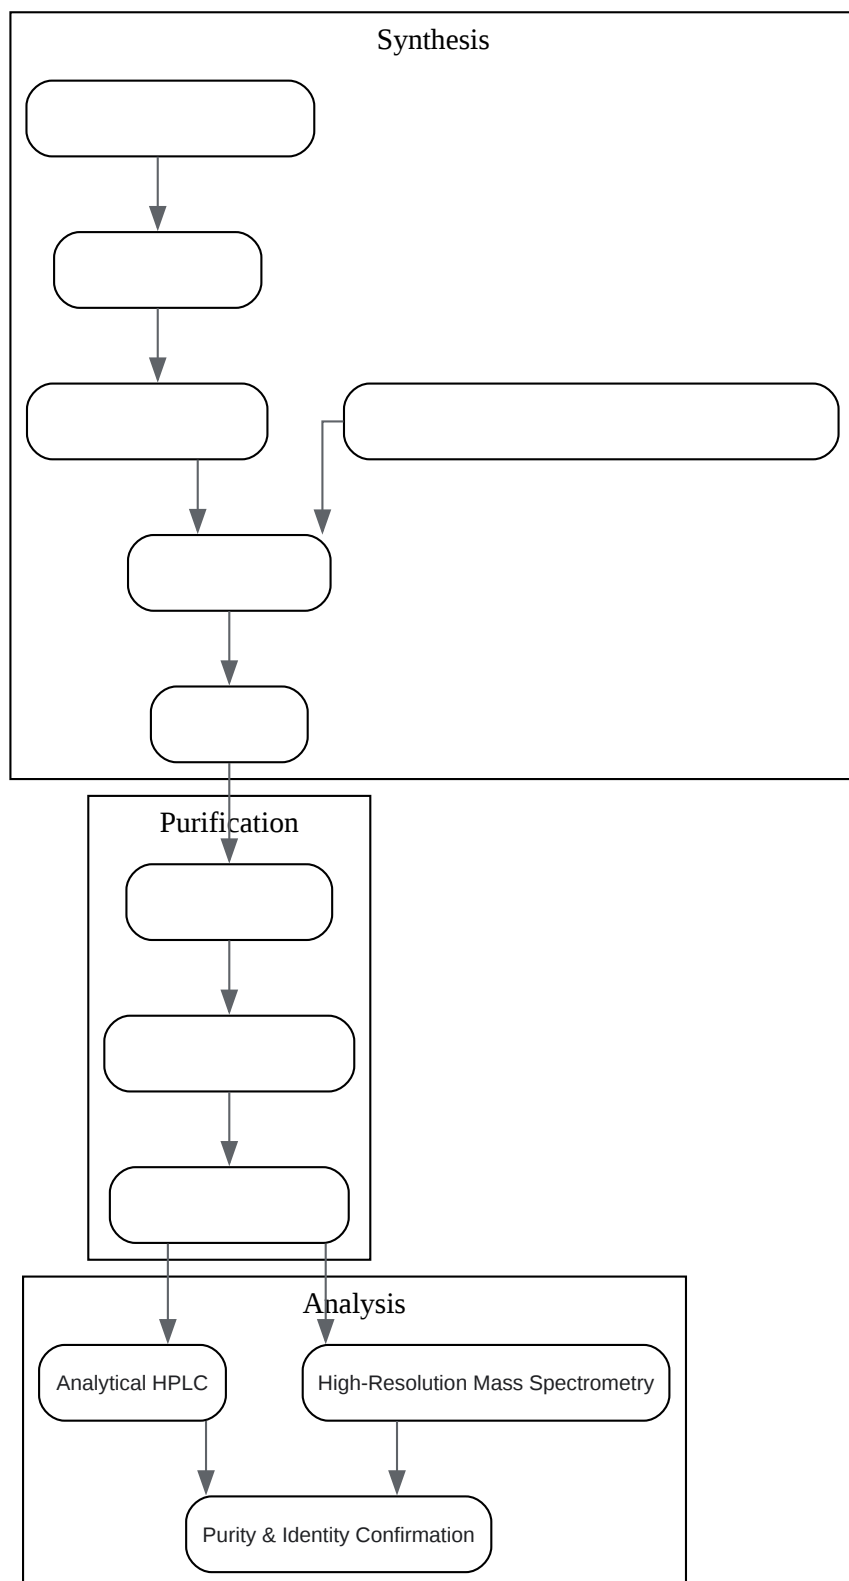 Synthesis
Purification
Analysis
Analytical HPLC
High-Resolution Mass Spectrometry
Purity & Identity Confirmation